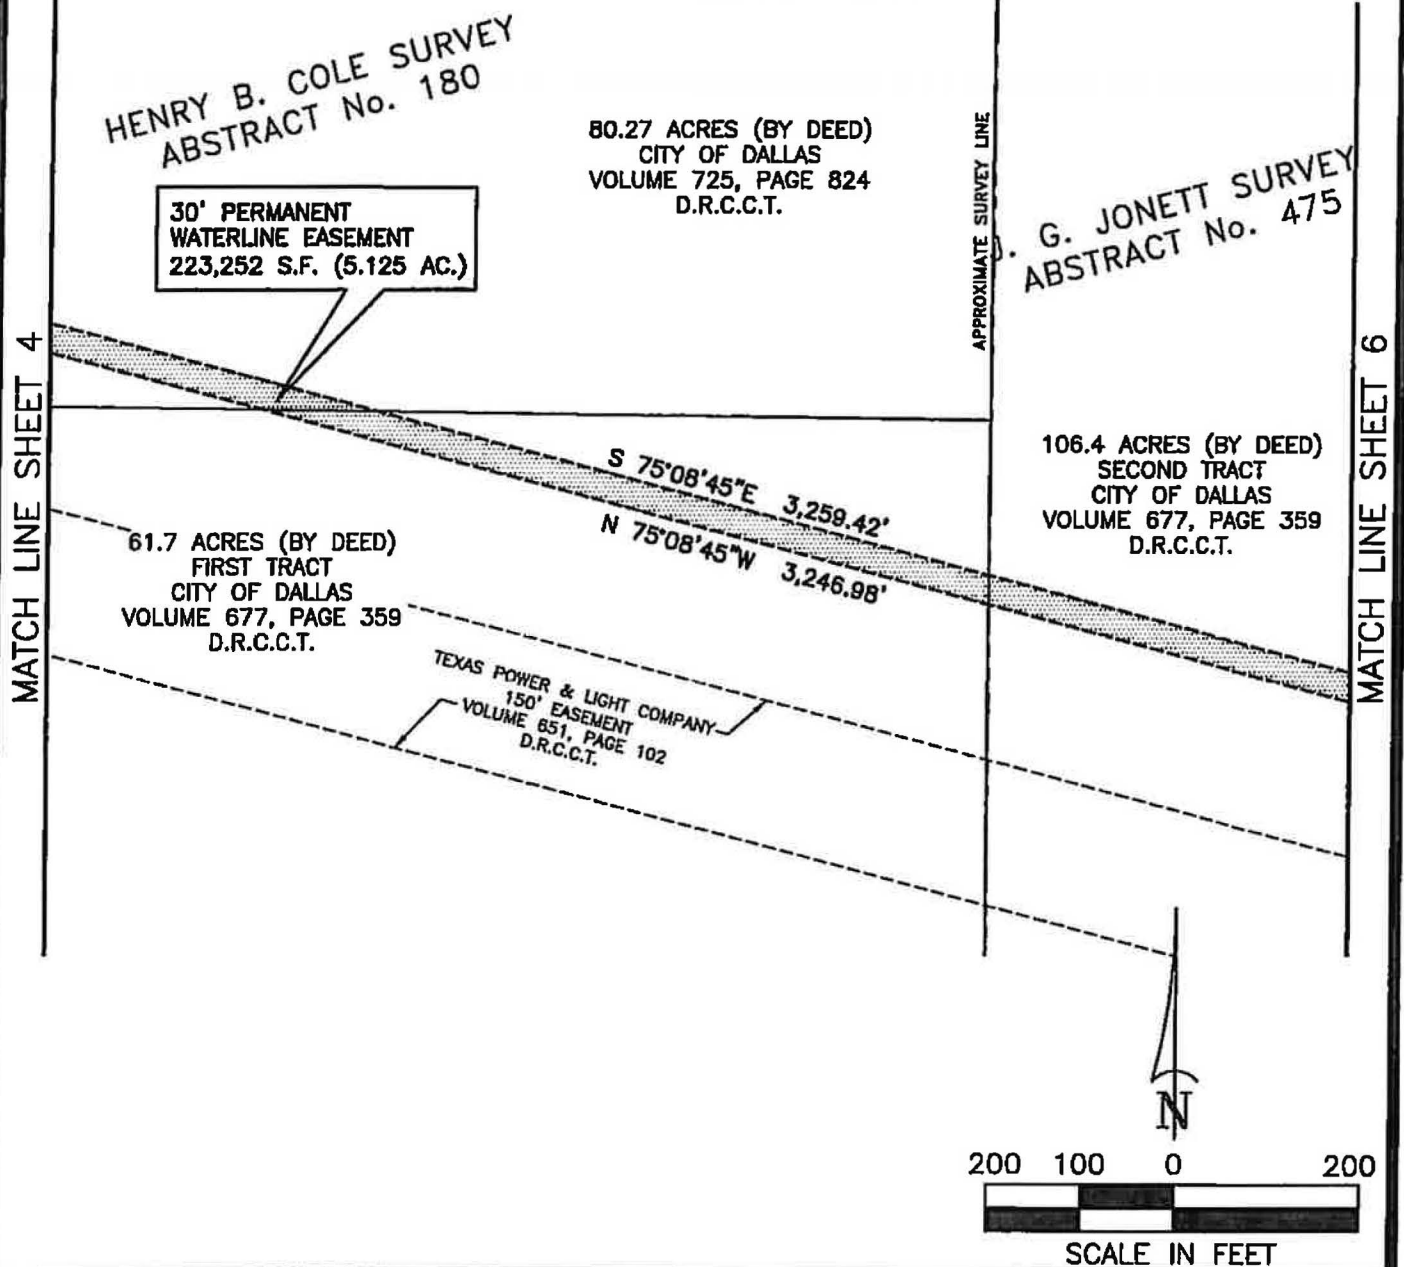 HENRY B. COLE SURVEY
ABSTRACT No. 180
80.27 ACRES (BY DEED)
CITY OF DALLAS
VOLUME 725, PAGE 824
D.R.C.C.T.
APPROXIMATE SURVEY LINE
J. G. JONETT SURVEY
ABSTRACT No. 475
30' PERMANENT
WATERLINE EASEMENT
223,252 S.F. (5.125 AC.)
MATCH LINE SHEET 4
MATCH LINE SHEET 6
S 75°08'45"E 3,259.42'
N 75°08'45"W 3,246.98'
106.4 ACRES (BY DEED)
SECOND TRACT
CITY OF DALLAS
VOLUME 677, PAGE 359
D.R.C.C.T.
61.7 ACRES (BY DEED)
FIRST TRACT
CITY OF DALLAS
VOLUME 677, PAGE 359
D.R.C.C.T.
TEXAS POWER & LIGHT COMPANY
150' EASEMENT
VOLUME 651, PAGE 102
D.R.C.C.T.
N
200 100 0 200
SCALE IN FEET